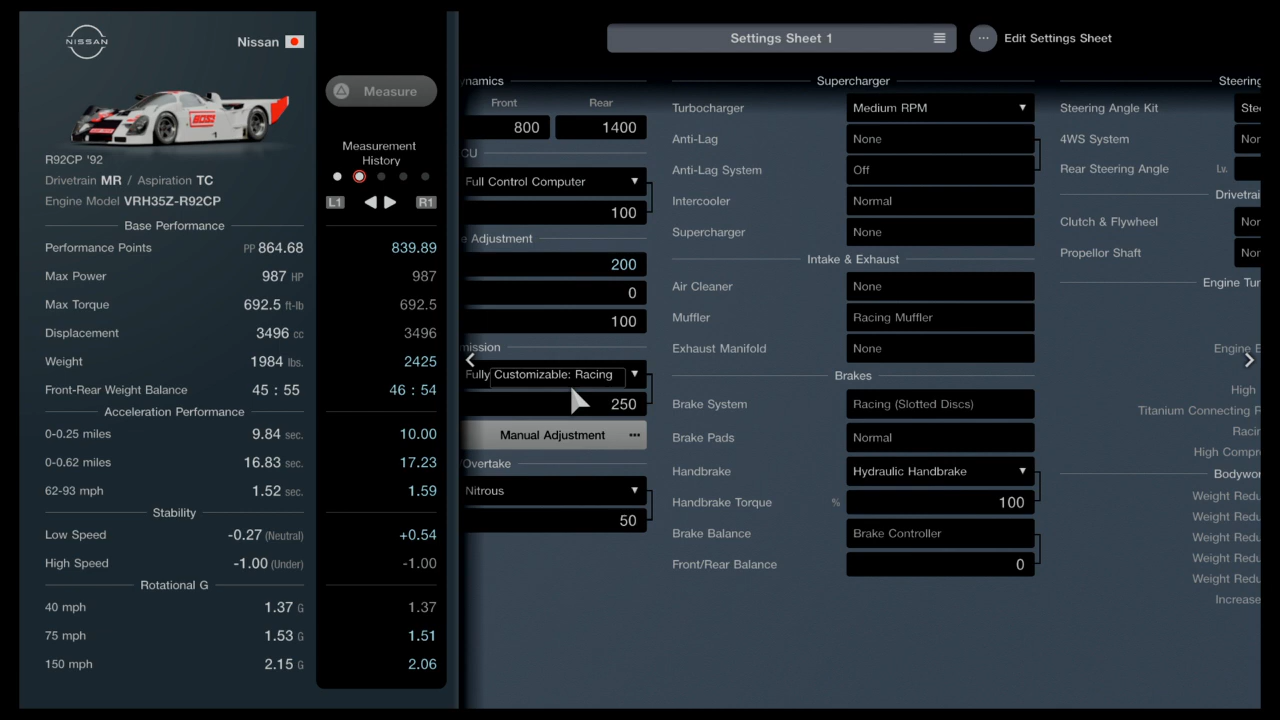 NISSAN
Nissan
BOSS
R92CP '92
Drivetrain MR / Aspiration TC
Engine Model VRH35Z-R92CP
Base Performance
Performance Points PP 864.68
Max Power 987 HP
Max Torque 692.5 ft-lb
Displacement 3496 cc
Weight 1984 lbs.
Front-Rear Weight Balance 45 : 55
Acceleration Performance
0-0.25 miles 9.84 sec.
0-0.62 miles 16.83 sec.
62-93 mph 1.52 sec.
Stability
Low Speed -0.27 (Neutral)
High Speed -1.00 (Under)
Rotational G
40 mph 1.37 G
75 mph 1.53 G
150 mph 2.15 G
Measure
Measurement
History
L1 R1
839.89
987
692.5
3496
2425
46 : 54
10.00
17.23
1.59
+0.54
-1.00
1.37
1.51
2.06
Settings Sheet 1
Edit Settings Sheet
ynamics
Front Rear
800 1400
CU
Full Control Computer
100
e Adjustment
200
0
100
mission
Fully Customizable: Racing
250
Manual Adjustment
/Overtake
Nitrous
50
Supercharger
Turbocharger Medium RPM
Anti-Lag None
Anti-Lag System Off
Intercooler Normal
Supercharger None
Intake & Exhaust
Air Cleaner None
Muffler Racing Muffler
Exhaust Manifold None
Brakes
Brake System Racing (Slotted Discs)
Brake Pads Normal
Handbrake Hydraulic Handbrake
Handbrake Torque % 100
Brake Balance Brake Controller
Front/Rear Balance 0
Steering
Steering Angle Kit Stee
4WS System Nor
Rear Steering Angle Lv.
Drivetrai
Clutch & Flywheel Nor
Propellor Shaft Nor
Engine Tur
Engine B
High
Titanium Connecting R
Racin
High Compr
Bodywor
Weight Redu
Weight Redu
Weight Redu
Weight Redu
Weight Redu
Increase